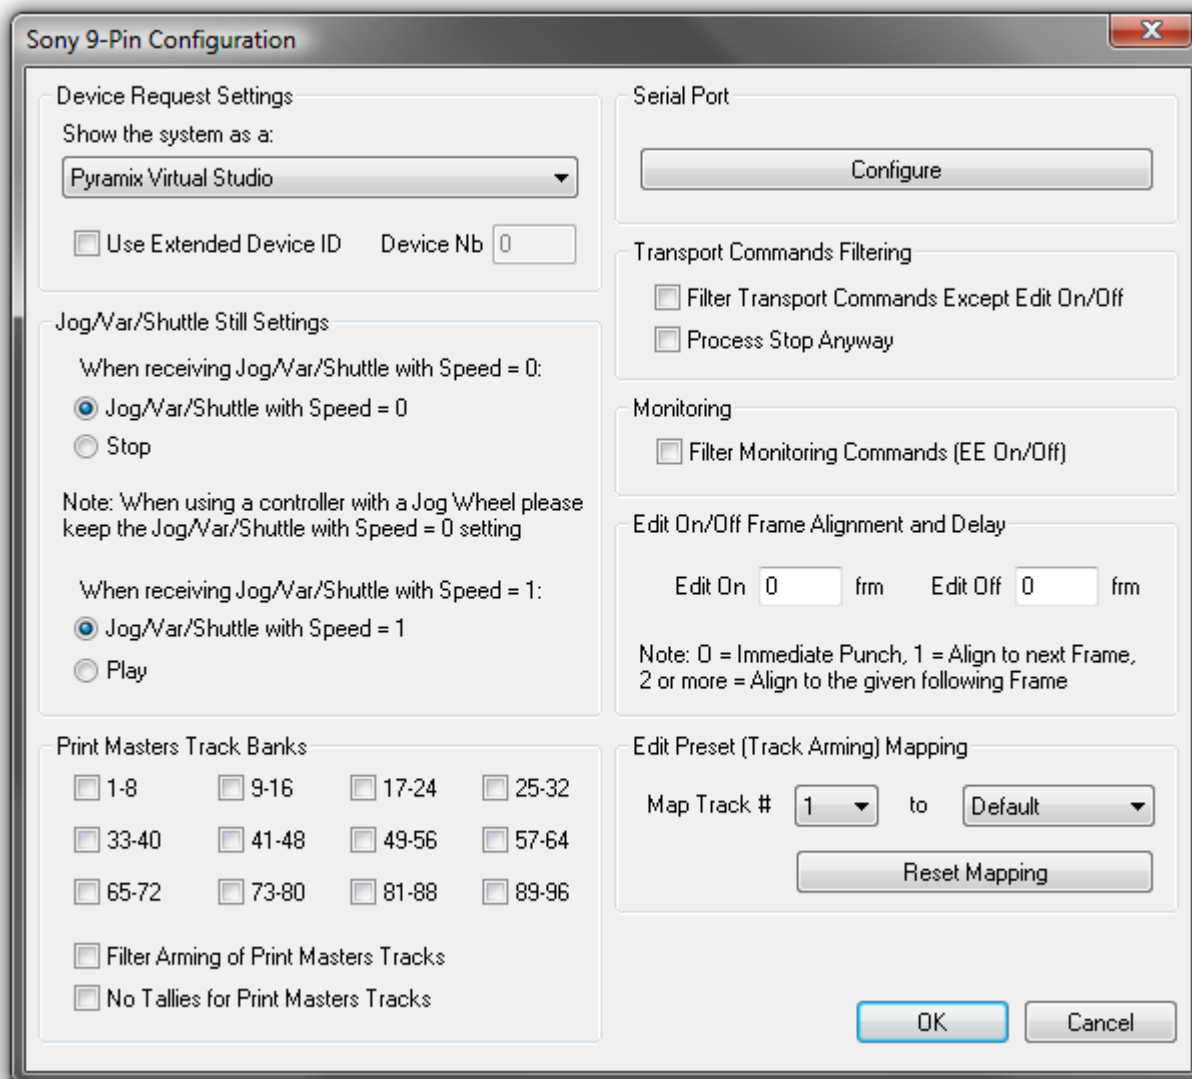 Sony 9-Pin Configuration
Device Request Settings
Show the system as a:
Pyramix Virtual Studio
Use Extended Device ID Device Nb 0
Jog/Var/Shuttle Still Settings
When receiving Jog/Var/Shuttle with Speed = 0:
Jog/Var/Shuttle with Speed = 0
Stop
Note: When using a controller with a Jog Wheel please
keep the Jog/Var/Shuttle with Speed = 0 setting
When receiving Jog/Var/Shuttle with Speed = 1:
Jog/Var/Shuttle with Speed = 1
Play
Print Masters Track Banks
1-8 9-16 17-24 25-32
33-40 41-48 49-56 57-64
65-72 73-80 81-88 89-96
Filter Arming of Print Masters Tracks
No Tallies for Print Masters Tracks
Serial Port
Configure
Transport Commands Filtering
Filter Transport Commands Except Edit On/Off
Process Stop Anyway
Monitoring
Filter Monitoring Commands (EE On/Off)
Edit On/Off Frame Alignment and Delay
Edit On 0 frm Edit Off 0 frm
Note: O = Immediate Punch, 1 = Align to next Frame,
2 or more = Align to the given following Frame
Edit Preset (Track Arming) Mapping
Map Track # 1 to Default
Reset Mapping
OK Cancel